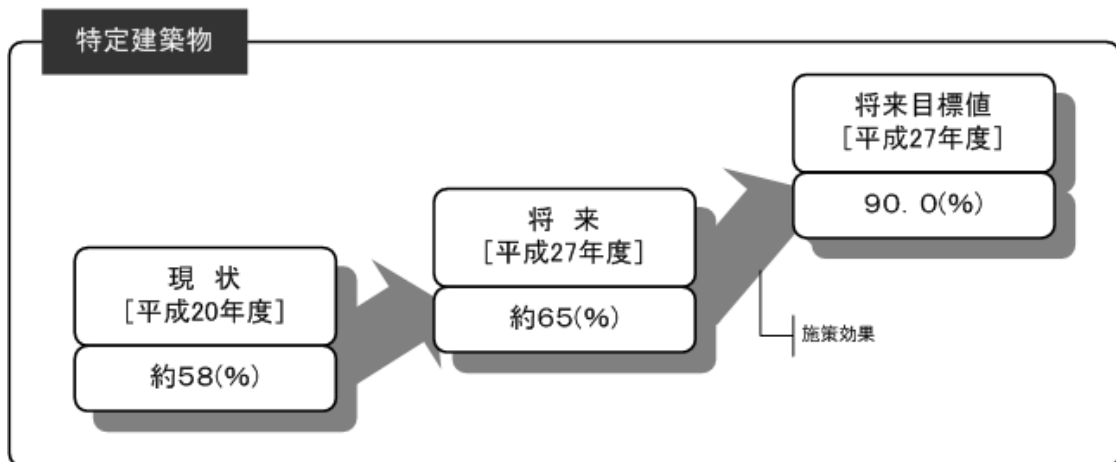 特定建築物
将来目標値
［平成27年度］
90．0(%)
将　来
［平成27年度］
約65(%)
現　状
［平成20年度］
約58(%)
施策効果